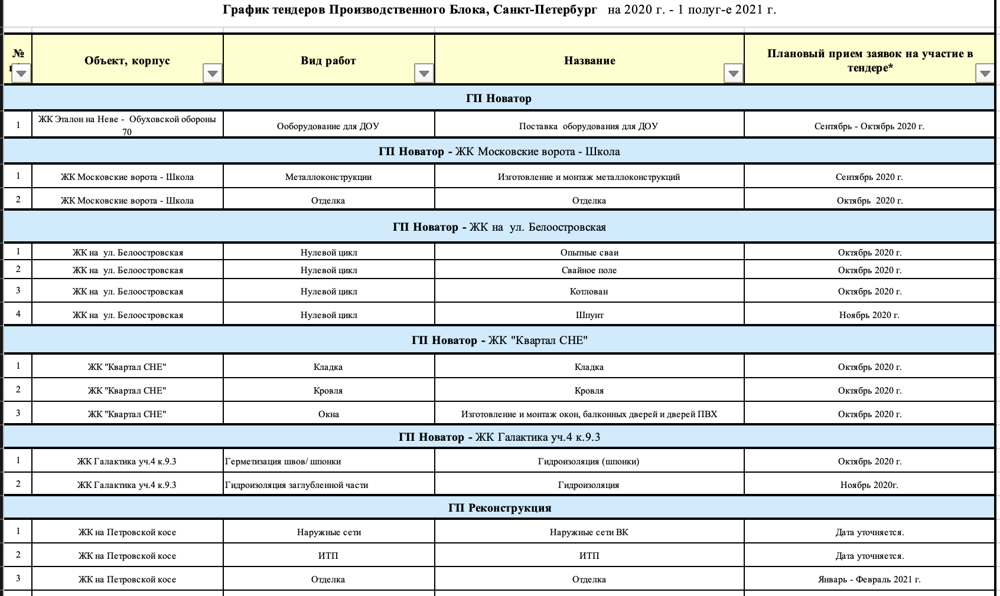 График тендеров Производственного Блока, Санкт-Петербург на 2020 г. - 1 полуг-е 2021 г.
№ Объект, корпус Вид работ Название Плановый прием заявок на участие в
тендере*
ГП Новатор
1 ЖК Эталон на Неве - Обуховской обороны
70 Ооборудование для ДОУ Поставка оборудования для ДОУ Сентябрь - Октябрь 2020 г.
ГП Новатор - ЖК Московские ворота - Школа
1 ЖК Московские ворота - Школа Металлоконструкции Изготовление и монтаж металлоконструкций Сентябрь 2020 г.
2 ЖК Московские ворота - Школа Отделка Отделка Октябрь 2020 г.
ГП Новатор - ЖК на ул. Белоостровская
1 ЖК на ул. Белоостровская Нулевой цикл Опытные сваи Октябрь 2020 г.
2 ЖК на ул. Белоостровская Нулевой цикл Свайное поле Октябрь 2020 г.
3 ЖК на ул. Белоостровская Нулевой цикл Котлован Октябрь 2020 г.
4 ЖК на ул. Белоостровская Нулевой цикл Шпунт Ноябрь 2020 г.
ГП Новатор - ЖК "Квартал СНЕ"
1 ЖК "Квартал СНЕ" Кладка Кладка Октябрь 2020 г.
2 ЖК "Квартал СНЕ" Кровля Кровля Октябрь 2020 г.
3 ЖК "Квартал СНЕ" Окна Изготовление и монтаж окон, балконных дверей и дверей ПВХ Октябрь 2020 г.
ГП Новатор - ЖК Галактика уч.4 к.9.3
1 ЖК Галактика уч.4 к.9.3 Герметизация швов/ шпонки Гидроизоляция (шпонки) Октябрь 2020 г.
2 ЖК Галактика уч.4 к.9.3 Гидроизоляция заглубленной части Гидроизоляция Ноябрь 2020г.
ГП Реконструкция
1 ЖК на Петровской косе Наружные сети Наружные сети ВК Дата уточняется.
2 ЖК на Петровской косе ИТП ИТП Дата уточняется.
3 ЖК на Петровской косе Отделка Отделка Январь - Февраль 2021 г.